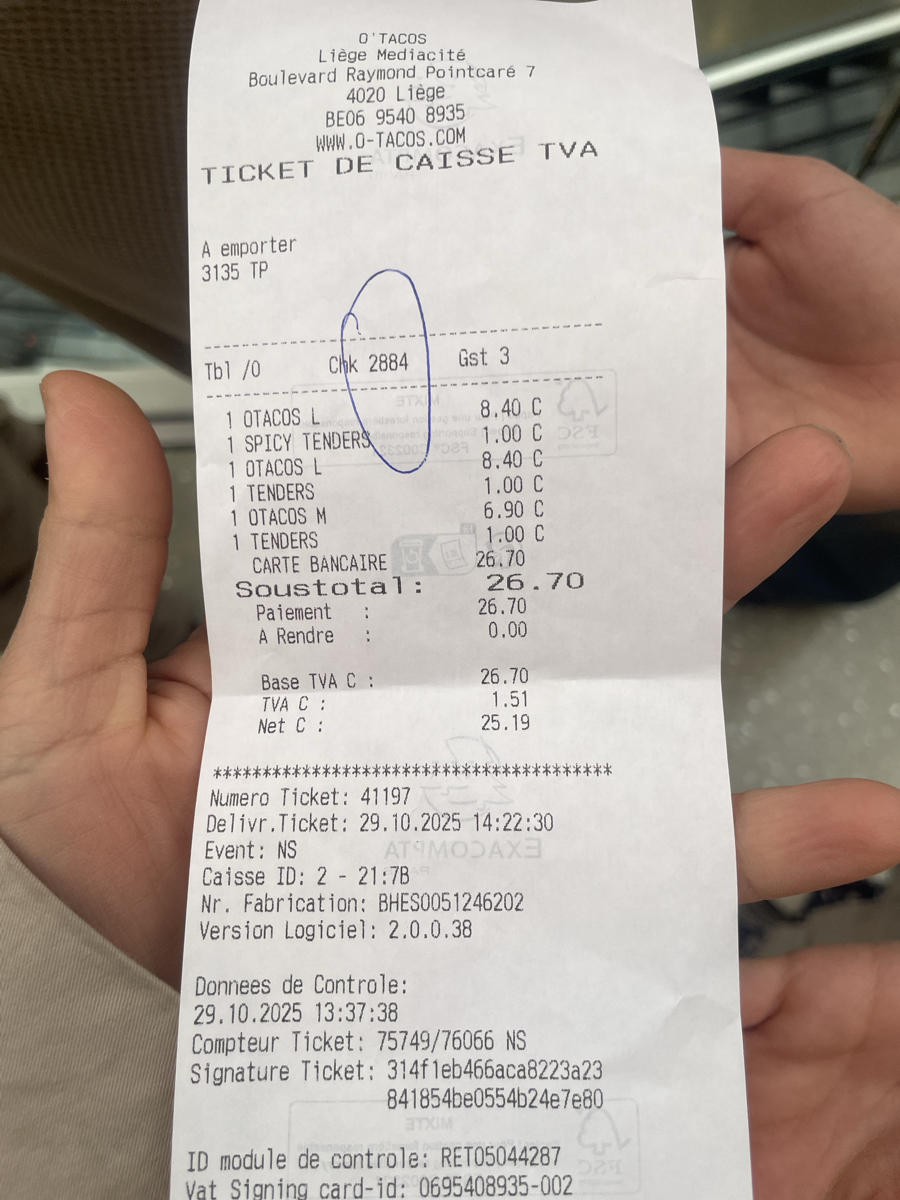 O'TACOS
Liège Mediacité
Boulevard Raymond Pointcaré 7
4020 Liège
BE06 9540 8935
WWW.O-TACOS.COM
TICKET DE CAISSE TVA
A emporter
3135 TP
Tbl /0 Chk 2884 Gst 3
1 OTACOS L 8.40 C
1 SPICY TENDERS 1.00 C
1 OTACOS L 8.40 C
1 TENDERS 1.00 C
1 OTACOS M 6.90 C
1 TENDERS 1.00 C
CARTE BANCAIRE 26.70
Soustotal: 26.70
Paiement : 26.70
A Rendre : 0.00
Base TVA C : 26.70
TVA C : 1.51
Net C : 25.19
****************************************
Numero Ticket: 41197
Delivr.Ticket: 29.10.2025 14:22:30
Event: NS
Caisse ID: 2 - 21:7B
Nr. Fabrication: BHES0051246202
Version Logiciel: 2.0.0.38
Donnees de Controle:
29.10.2025 13:37:38
Compteur Ticket: 75749/76066 NS
Signature Ticket: 314f1eb466aca8223a23
841854be0554b24e7e80
ID module de controle: RET05044287
Vat Signing card-id: 0695408935-002